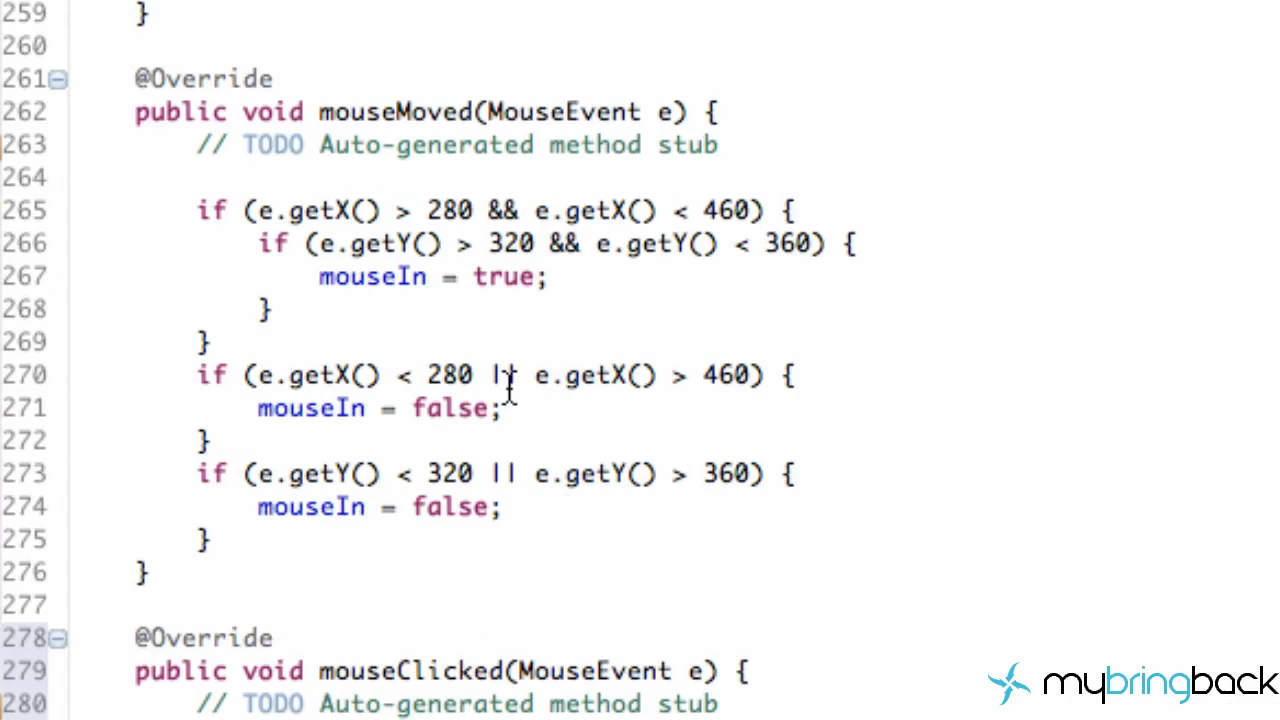 259 }
260
261 @Override
262 public void mouseMoved(MouseEvent e) {
263 // TODO Auto-generated method stub
264
265 if (e.getX() > 280 && e.getX() < 460) {
266 if (e.getY() > 320 && e.getY() < 360) {
267 mouseIn = true;
268 }
269 }
270 if (e.getX() < 280 || e.getX() > 460) {
271 mouseIn = false;
272 }
273 if (e.getY() < 320 || e.getY() > 360) {
274 mouseIn = false;
275 }
276 }
277
278 @Override
279 public void mouseClicked(MouseEvent e) {
280 // TODO Auto-generated method stub
mybringback